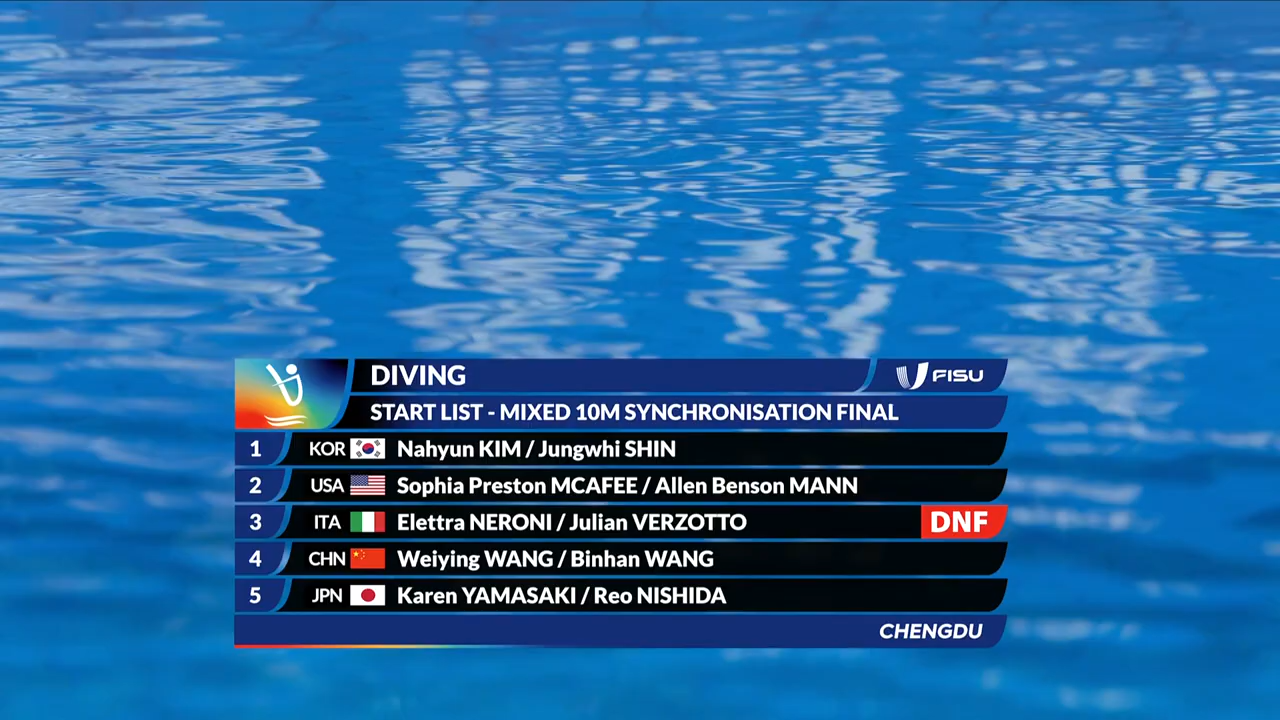 DIVING
FISU
START LIST - MIXED 10M SYNCHRONISATION FINAL
1 KOR Nahyun KIM / Jungwhi SHIN
2 USA Sophia Preston MCAFEE / Allen Benson MANN
3 ITA Elettra NERONI / Julian VERZOTTO DNF
4 CHN Weiying WANG / Binhan WANG
5 JPN Karen YAMASAKI / Reo NISHIDA
CHENGDU